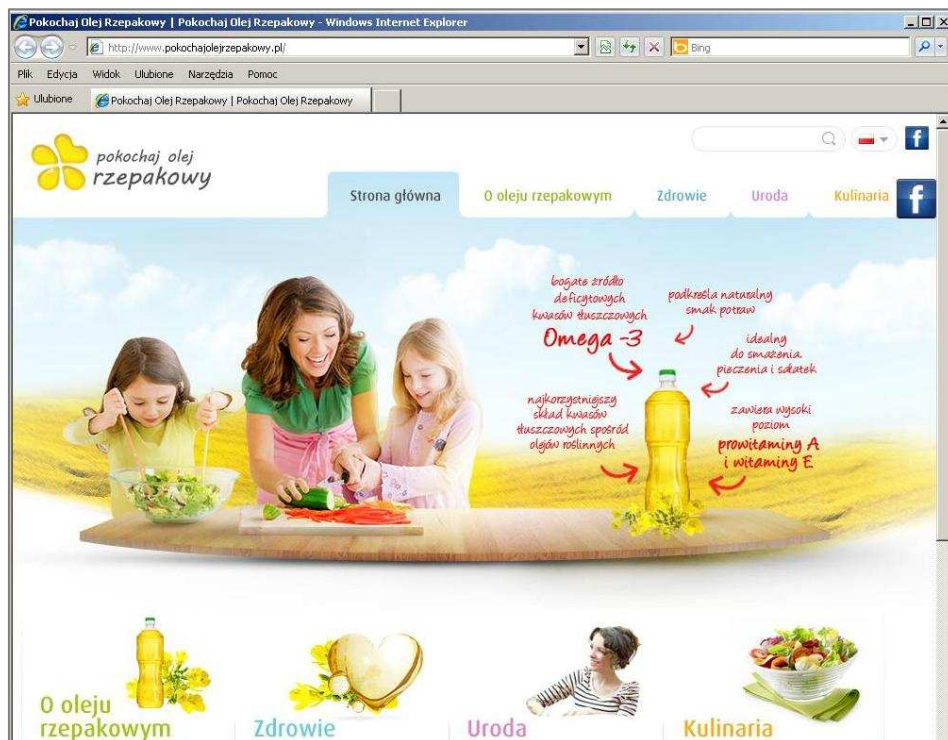 Pokochaj Olej Rzepakowy | Pokochaj Olej Rzepakowy - Windows Internet Explorer
http://www.pokochajolejrzepakowy.pl/
Bing
Plik Edycja Widok Ulubione Narzędzia Pomoc
Ulubione
Pokochaj Olej Rzepakowy | Pokochaj Olej Rzepakowy
pokochaj olej
rzepakowy
f
Strona główna
O oleju rzepakowym
Zdrowie
Uroda
Kulinaria
f
bogate źródło
deficytowych
kwasów tłuszczowych
Omega -3
podkreśla naturalny
smak potraw
idealny
do smażenia
pieczenia i sałatek
najkorzystniejszy
skład kwasów
tłuszczowych spośród
olejów roślinnych
zawiera wysoki
poziom
prowitaminy A
i witaminy E
O oleju
rzepakowym
Zdrowie
Uroda
Kulinaria